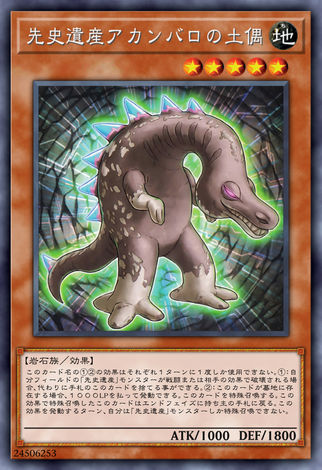 先史遺産アカンバロの土偶 地
【岩石族／効果】
このカード名の①②の効果はそれぞれ１ターンに１度しか使用できない。①：自
分フィールドの「先史遺産」モンスターが戦闘または相手の効果で破壊される場
合、代わりに手札のこのカードを捨てる事ができる。②：このカードが墓地に存
在する場合、１０００LPを払って発動できる。このカードを特殊召喚する。この
効果で特殊召喚したこのカードはエンドフェイズに持ち主の手札に戻る。この
効果を発動するターン、自分は「先史遺産」モンスターしか特殊召喚できない。
ATK/1000 DEF/1800
24506253